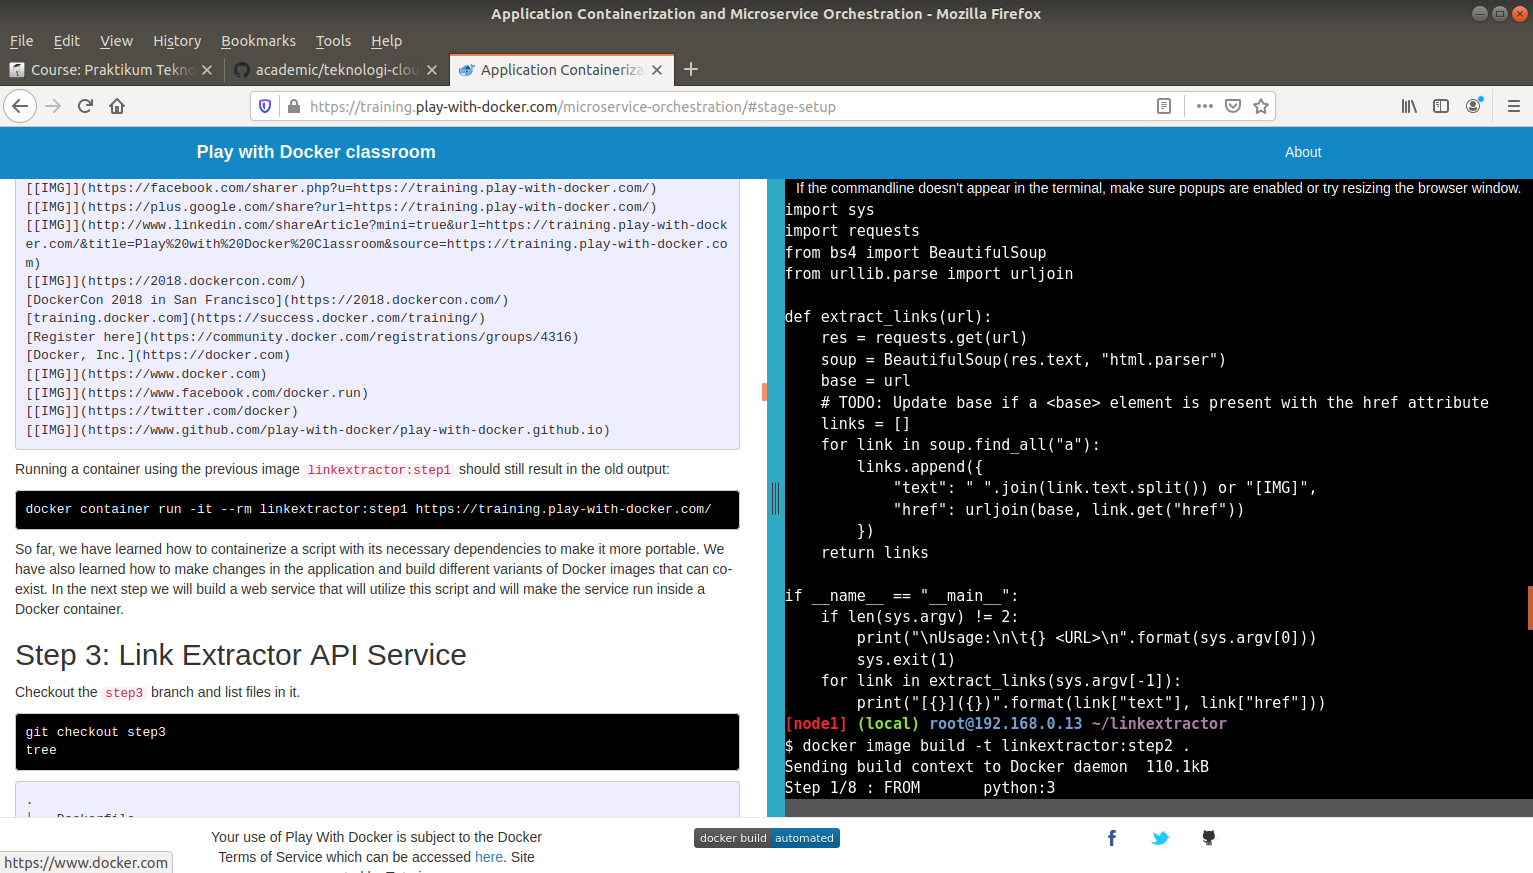 Application Containerization and Microservice Orchestration - Mozilla Firefox
File Edit View History Bookmarks Tools Help
Course: Praktikum Tekno
academic/teknologi-clou
Application Containeriza
https://training.play-with-docker.com/microservice-orchestration/#stage-setup
Play with Docker classroom
About
[[IMG]](https://facebook.com/sharer.php?u=https://training.play-with-docker.com/)
[[IMG]](https://plus.google.com/share?url=https://training.play-with-docker.com/)
[[IMG]](http://www.linkedin.com/shareArticle?mini=true&url=https://training.play-with-dock
er.com/&title=Play%20with%20Docker%20Classroom&source=https://training.play-with-docker.co
m)
[[IMG]](https://2018.dockercon.com/)
[DockerCon 2018 in San Francisco](https://2018.dockercon.com/)
[training.docker.com](https://success.docker.com/training/)
[Register here](https://community.docker.com/registrations/groups/4316)
[Docker, Inc.](https://docker.com)
[[IMG]](https://www.docker.com)
[[IMG]](https://www.facebook.com/docker.run)
[[IMG]](https://twitter.com/docker)
[[IMG]](https://www.github.com/play-with-docker/play-with-docker.github.io)
Running a container using the previous image linkextractor:step1 should still result in the old output:
docker container run -it --rm linkextractor:step1 https://training.play-with-docker.com/
So far, we have learned how to containerize a script with its necessary dependencies to make it more portable. We
have also learned how to make changes in the application and build different variants of Docker images that can co-
exist. In the next step we will build a web service that will utilize this script and will make the service run inside a
Docker container.
Step 3: Link Extractor API Service
Checkout the step3 branch and list files in it.
git checkout step3
tree
.
If the commandline doesn't appear in the terminal, make sure popups are enabled or try resizing the browser window.
import sys
import requests
from bs4 import BeautifulSoup
from urllib.parse import urljoin
def extract_links(url):
    res = requests.get(url)
    soup = BeautifulSoup(res.text, "html.parser")
    base = url
    # TODO: Update base if a <base> element is present with the href attribute
    links = []
    for link in soup.find_all("a"):
        links.append({
            "text": " ".join(link.text.split()) or "[IMG]",
            "href": urljoin(base, link.get("href"))
        })
    return links
if __name__ == "__main__":
    if len(sys.argv) != 2:
        print("\nUsage:\n\t{} <URL>\n".format(sys.argv[0]))
        sys.exit(1)
    for link in extract_links(sys.argv[-1]):
        print("[{}]({})".format(link["text"], link["href"]))
[node1] (local) root@192.168.0.13 ~/linkextractor
$ docker image build -t linkextractor:step2 .
Sending build context to Docker daemon  110.1kB
Step 1/8 : FROM       python:3
Your use of Play With Docker is subject to the Docker
Terms of Service which can be accessed here. Site
docker build automated
https://www.docker.com